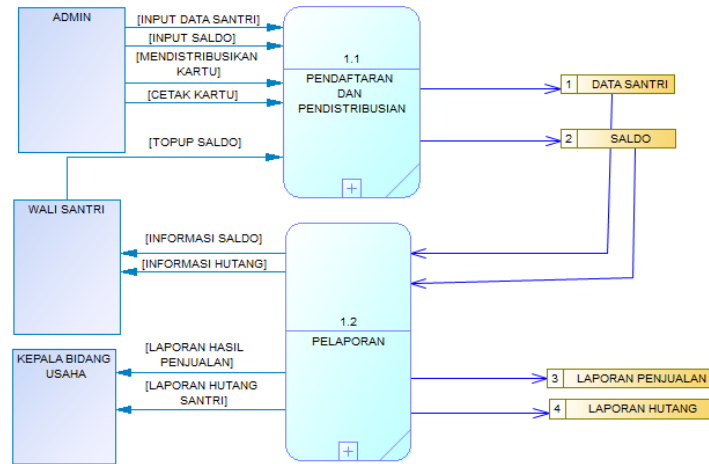 ADMIN
[INPUT DATA SANTRI]
[INPUT SALDO]
[MENDISTRIBUSIKAN
KARTU]
[CETAK KARTU]
[TOPUP SALDO]
1.1
PENDAFTARAN
DAN
PENDISTRIBUSIAN
1 DATA SANTRI
2 SALDO
WALI SANTRI
[INFORMASI SALDO]
[INFORMASI HUTANG]
1.2
PELAPORAN
KEPALA BIDANG
USAHA
[LAPORAN HASIL
PENJUALAN]
[LAPORAN HUTANG
SANTRI]
3 LAPORAN PENJUALAN
4 LAPORAN HUTANG